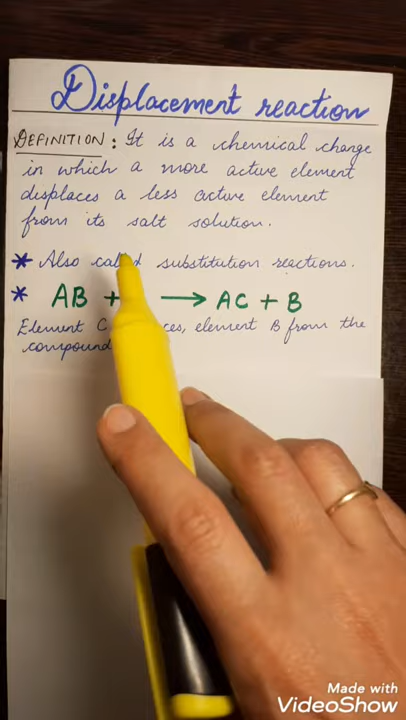 Displacement reaction
DEFINITION: It is a chemical change
in which a more active element
displaces a less active element
from its salt solution.
* Also called substitution reactions.
* AB + → AC + B
Element C, element B from the
compound
Made with
VideoShow